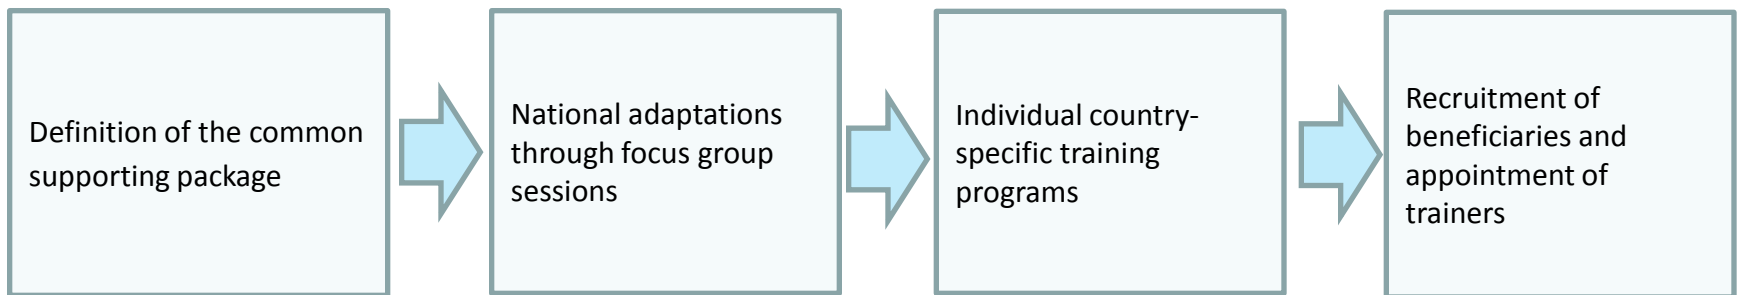 Definition of the common
supporting package
National adaptations
through focus group
sessions
Individual country-
specific training
programs
Recruitment of
beneficiaries and
appointment of
trainers